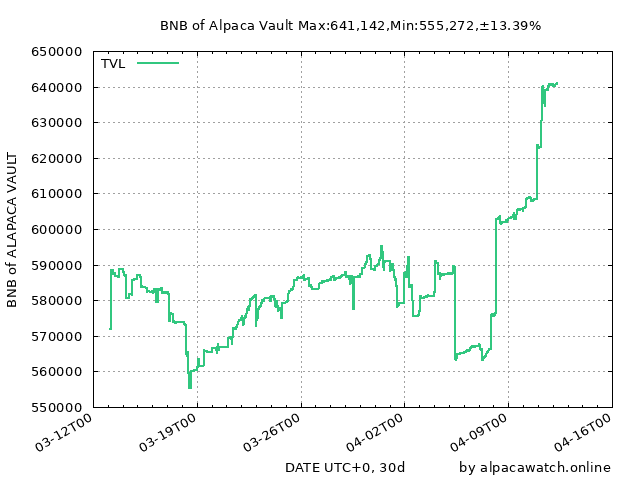 BNB of Alpaca Vault Max:641,142,Min:555,272,±13.39%
TVL
650000
640000
630000
620000
610000
600000
590000
580000
570000
560000
550000
BNB of ALAPACA VAULT
03-12T00
03-19T00
03-26T00
04-02T00
04-09T00
04-16T00
DATE UTC+0, 30d
by alpacawatch.online